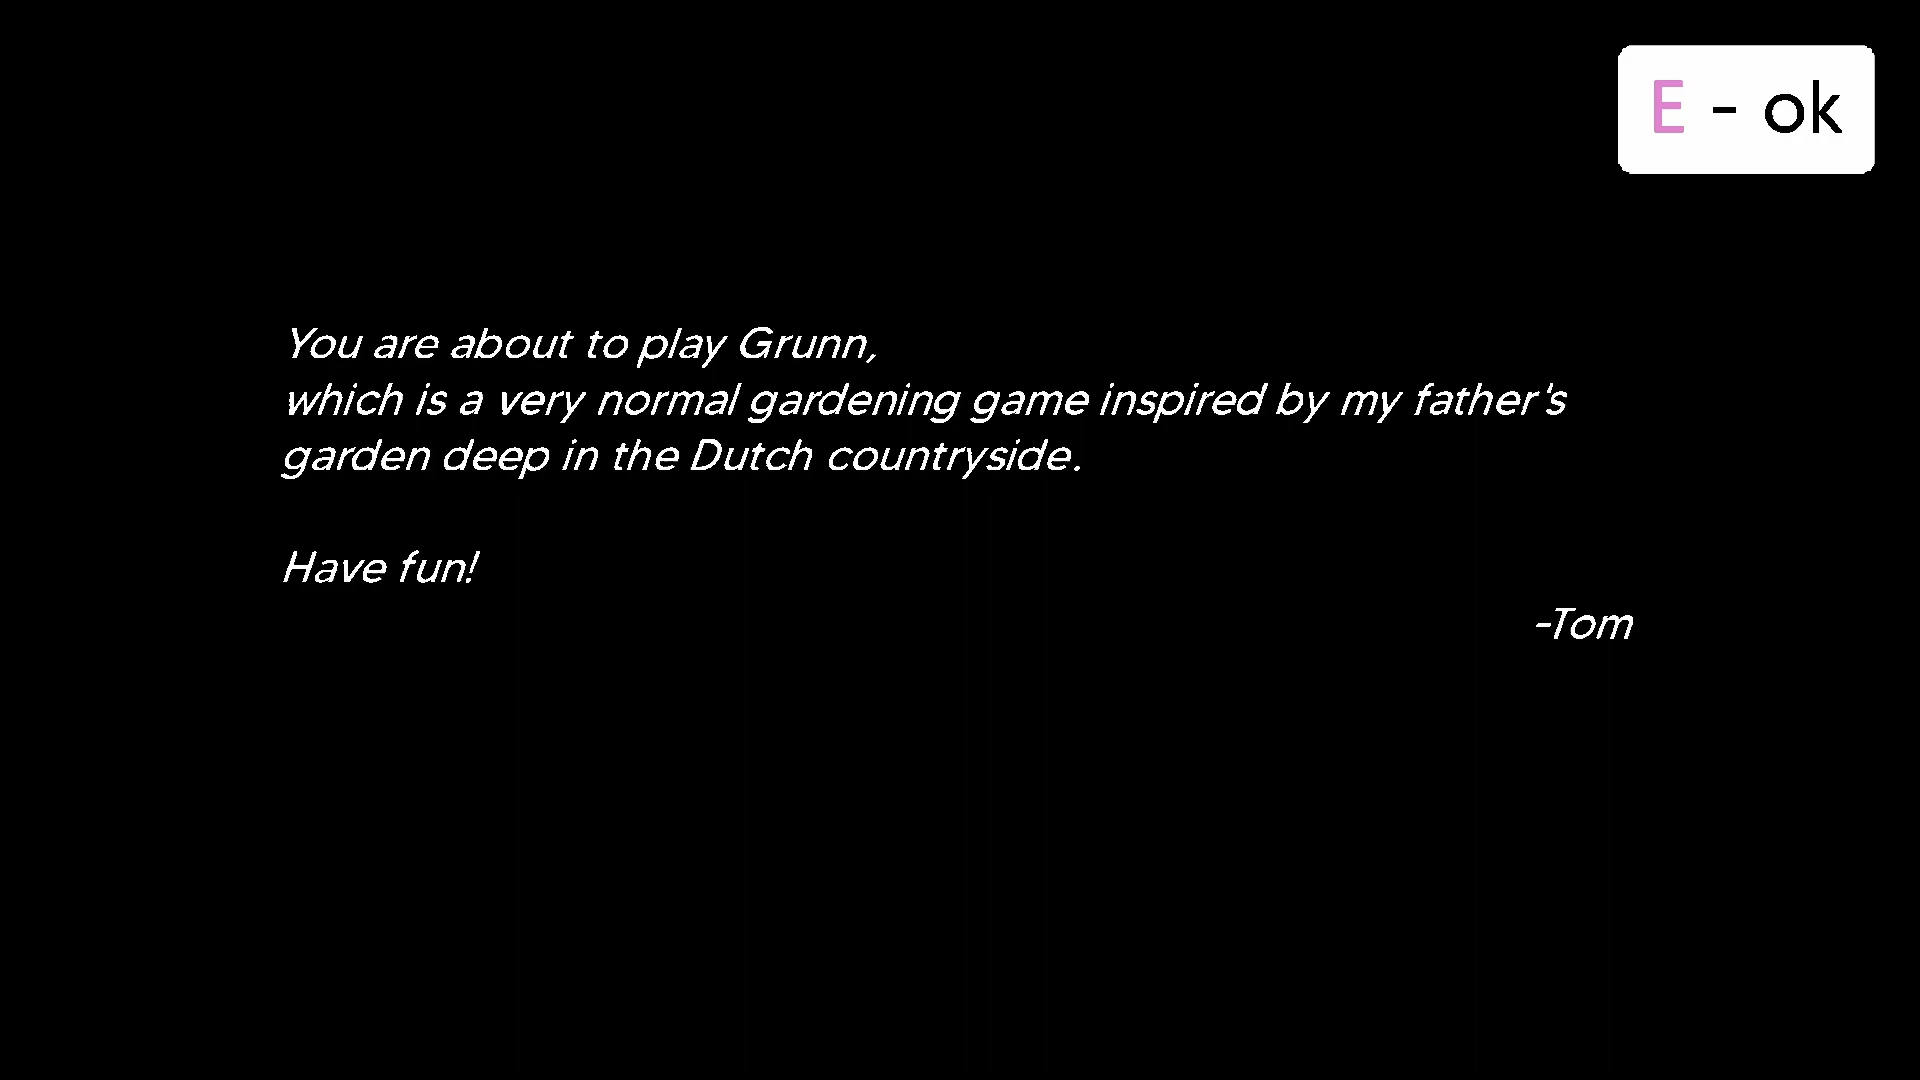 E - ok
You are about to play Grunn,
which is a very normal gardening game inspired by my father's
garden deep in the Dutch countryside.
Have fun!
-Tom